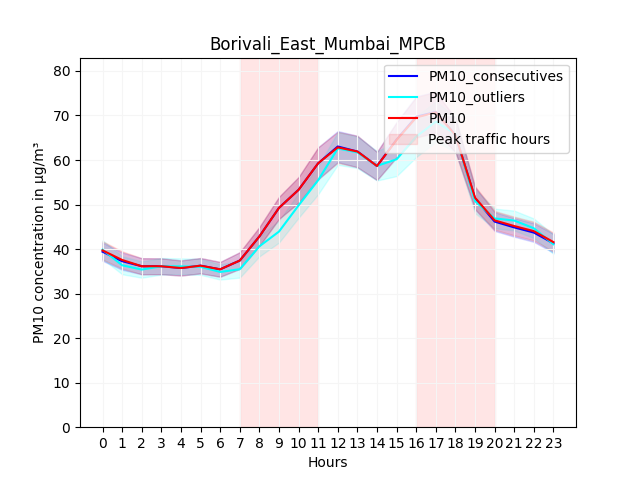 Borivali_East_Mumbai_MPCB
PM10_consecutives
PM10_outliers
PM10
Peak traffic hours
PM10 concentration in µg/m³
80
70
60
50
40
30
20
10
0
0 1 2 3 4 5 6 7 8 9 10 11 12 13 14 15 16 17 18 19 20 21 22 23
Hours